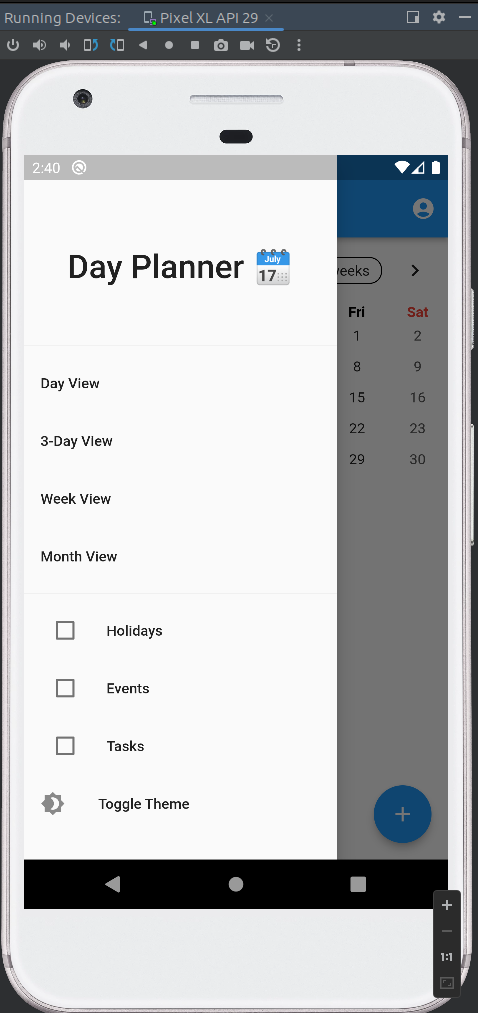 Running Devices: Pixel XL API 29
2:40
Day Planner
July
17
weeks
Fri Sat
1 2
8 9
15 16
22 23
29 30
Day View
3-Day View
Week View
Month View
Holidays
Events
Tasks
Toggle Theme
1:1